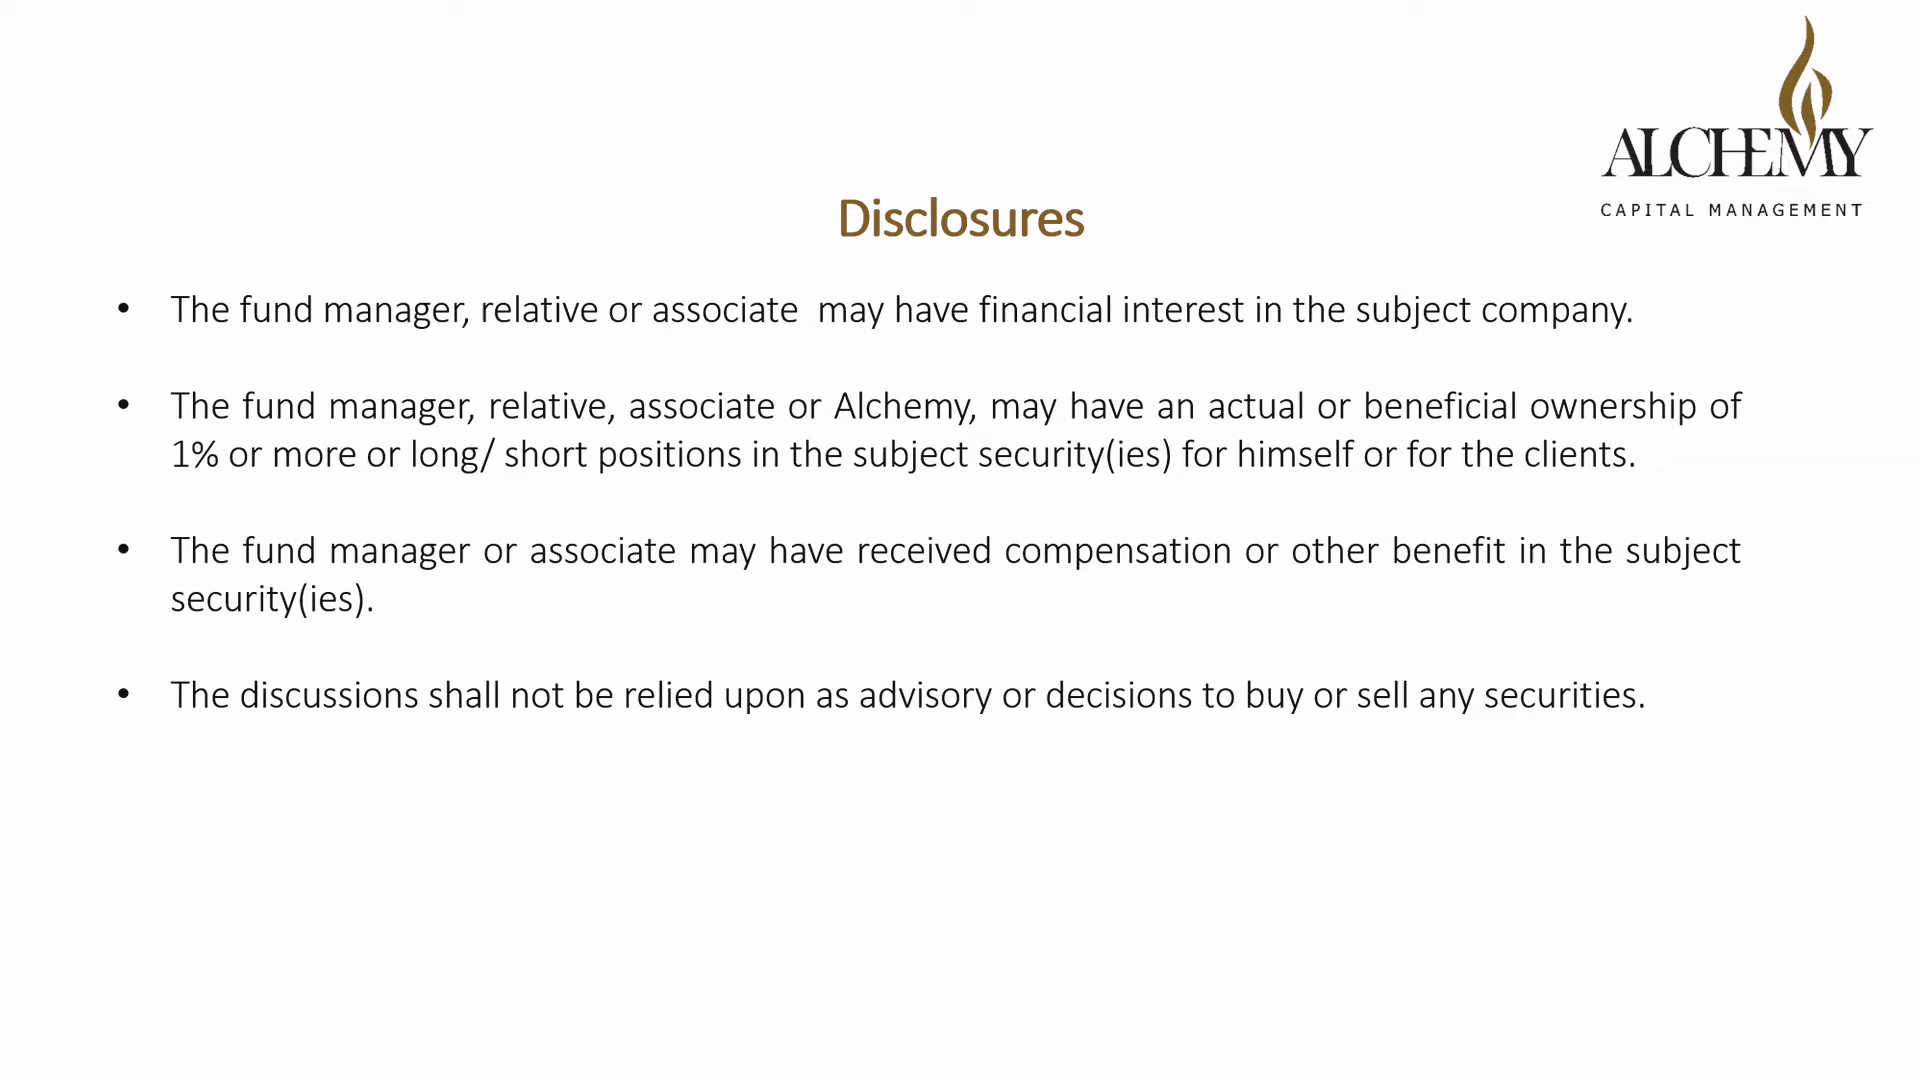 ALCHEMY
CAPITAL MANAGEMENT
Disclosures
• The fund manager, relative or associate  may have financial interest in the subject company.
• The fund manager, relative, associate or Alchemy, may have an actual or beneficial ownership of
1% or more or long/ short positions in the subject security(ies) for himself or for the clients.
• The fund manager or associate may have received compensation or other benefit in the subject
security(ies).
• The discussions shall not be relied upon as advisory or decisions to buy or sell any securities.